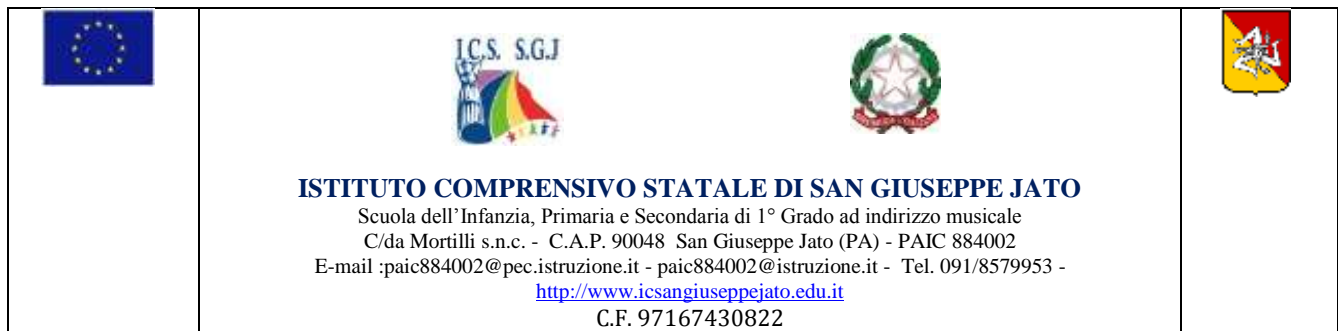 I.C.S. S.G.J
ISTITUTO COMPRENSIVO STATALE DI SAN GIUSEPPE JATO
Scuola dell’Infanzia, Primaria e Secondaria di 1° Grado ad indirizzo musicale
C/da Mortilli s.n.c. - C.A.P. 90048 San Giuseppe Jato (PA) - PAIC 884002
E-mail :paic884002@pec.istruzione.it - paic884002@istruzione.it - Tel. 091/8579953 -
http://www.icsangiuseppejato.edu.it
C.F. 97167430822